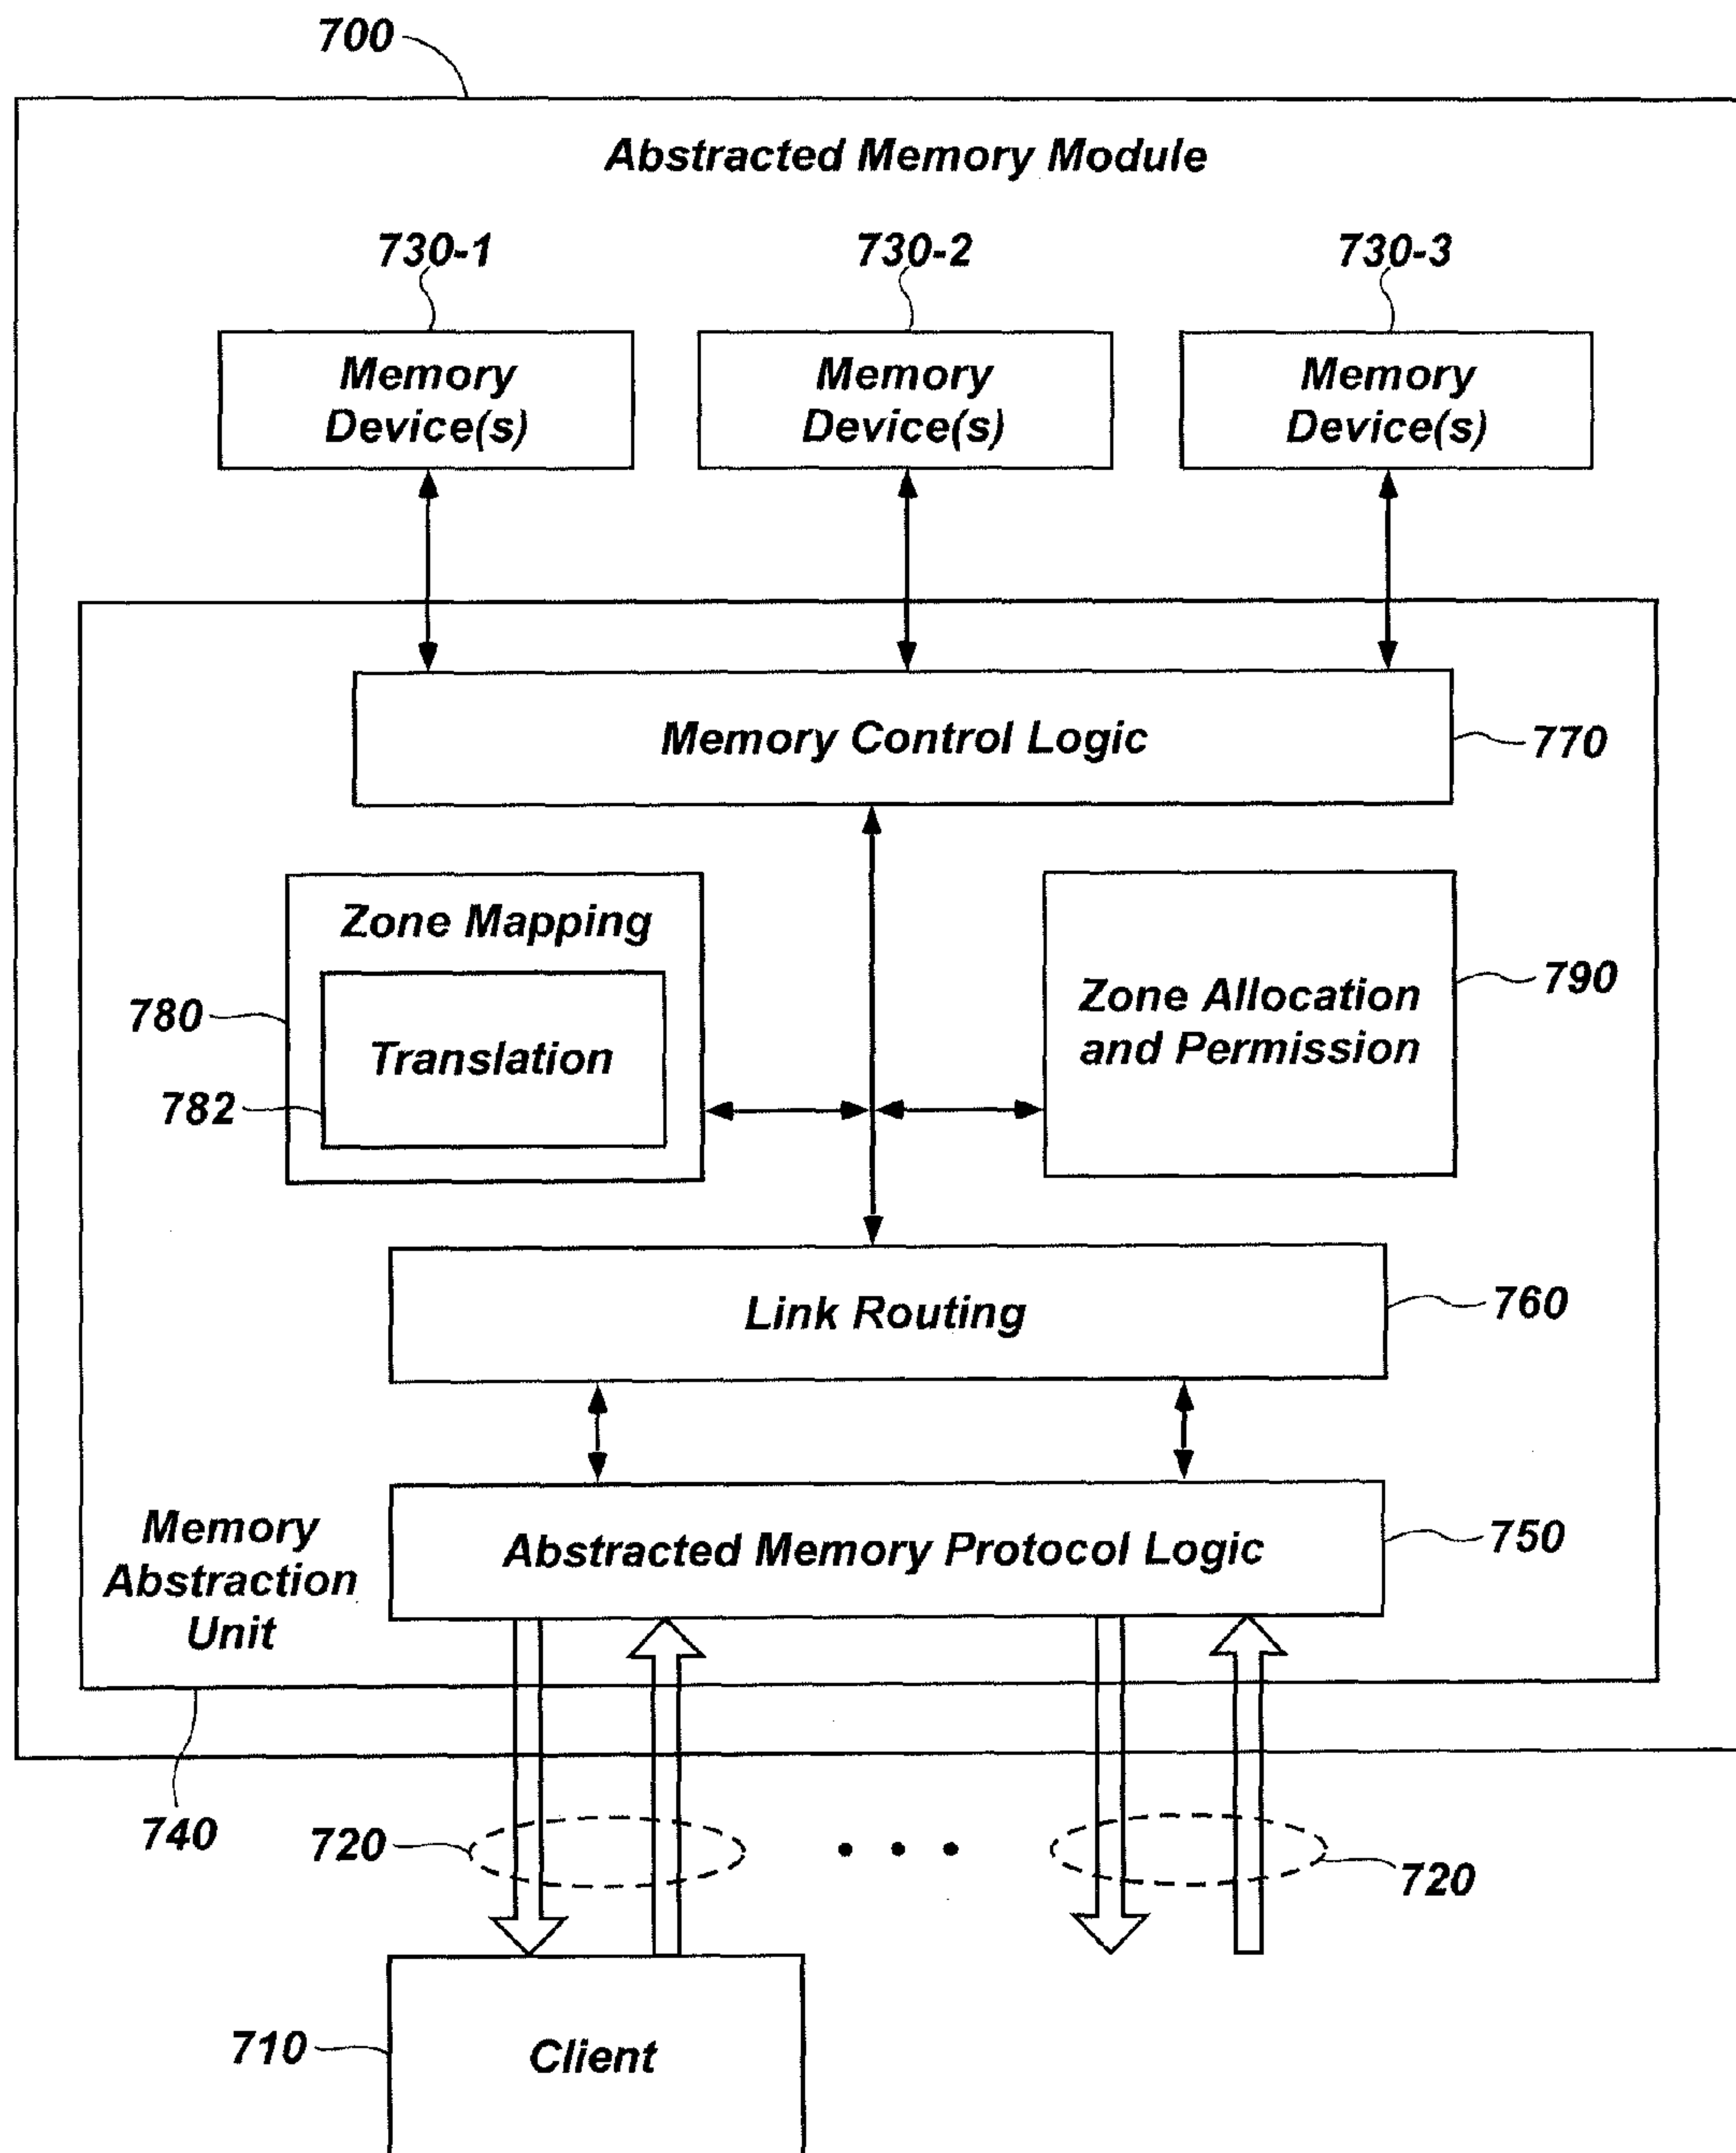 700
Abstracted Memory Module
730-1
730-2
730-3
Memory
Device(s)
Memory
Device(s)
Memory
Device(s)
Memory Control Logic
770
Zone Mapping
Translation
780
782
Zone Allocation
and Permission
790
Link Routing
760
Abstracted Memory Protocol Logic
750
Memory
Abstraction
Unit
740
720
720
710
Client